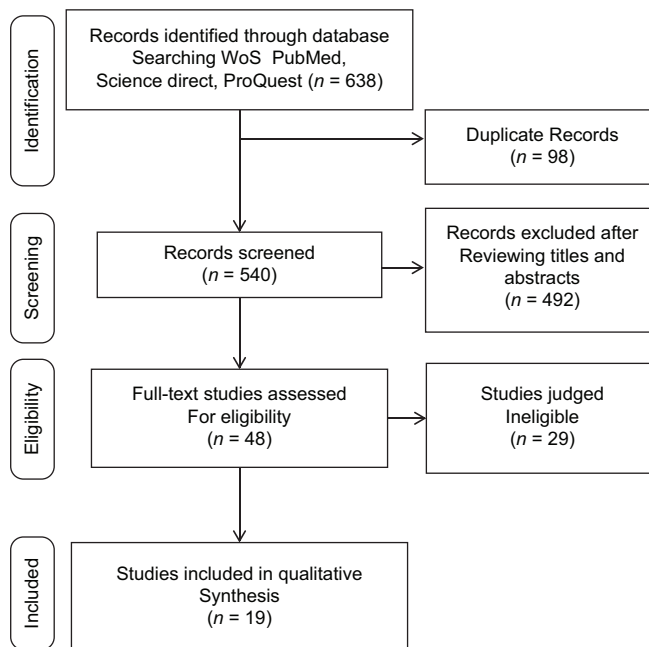 Identification
Records identified through database
Searching WoS PubMed,
Science direct, ProQuest (n = 638)
Duplicate Records
(n = 98)
Screening
Records screened
(n = 540)
Records excluded after
Reviewing titles and
abstracts
(n = 492)
Eligibility
Full-text studies assessed
For eligibility
(n = 48)
Studies judged
Ineligible
(n = 29)
Included
Studies included in qualitative
Synthesis
(n = 19)